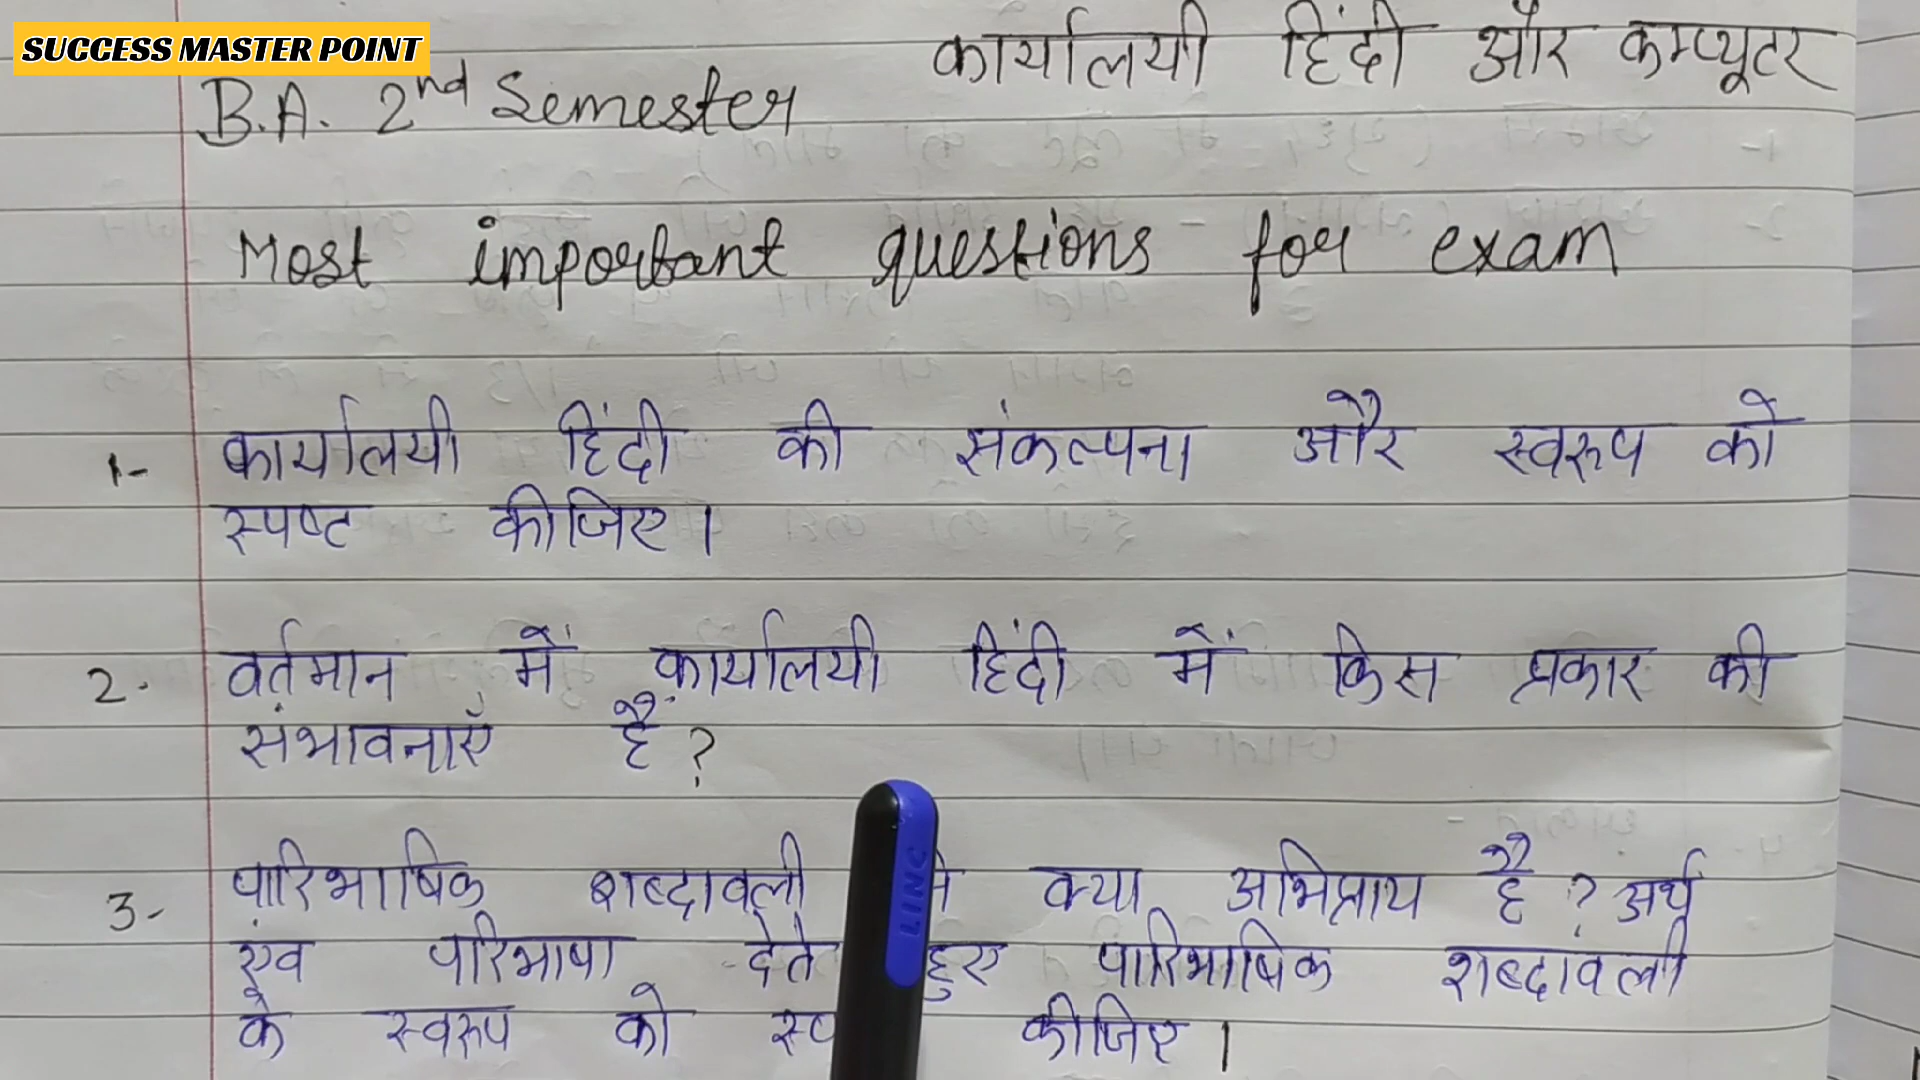 SUCCESS MASTER POINT
कार्यालयी हिंदी और कम्प्यूटर
B.A. 2nd Semester
Most important questions for exam
1- कार्यालयी हिंदी की संकल्पना और स्वरूप को
स्पष्ट कीजिए।
2. वर्तमान में कार्यालयी हिंदी में किस प्रकार की
संभावनाएँ है?
3- पारिभाषिक शब्दावली क्या अभिप्राय है? अर्थ
एंव परिभाषा देते हुए पारिभाषिक शब्दावली
के स्वरूप को कीजिए।
LINC